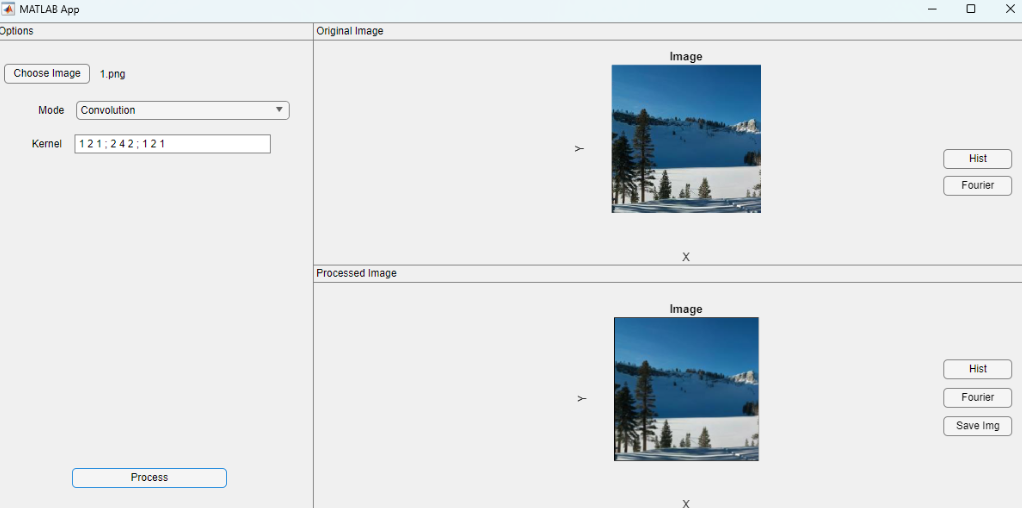 MATLAB App
Options
Choose Image 1.png
Mode Convolution
Kernel 1 2 1 ; 2 4 2 ; 1 2 1
Process
Original Image
Image
Y
X
Hist
Fourier
Processed Image
Image
Y
X
Hist
Fourier
Save Img